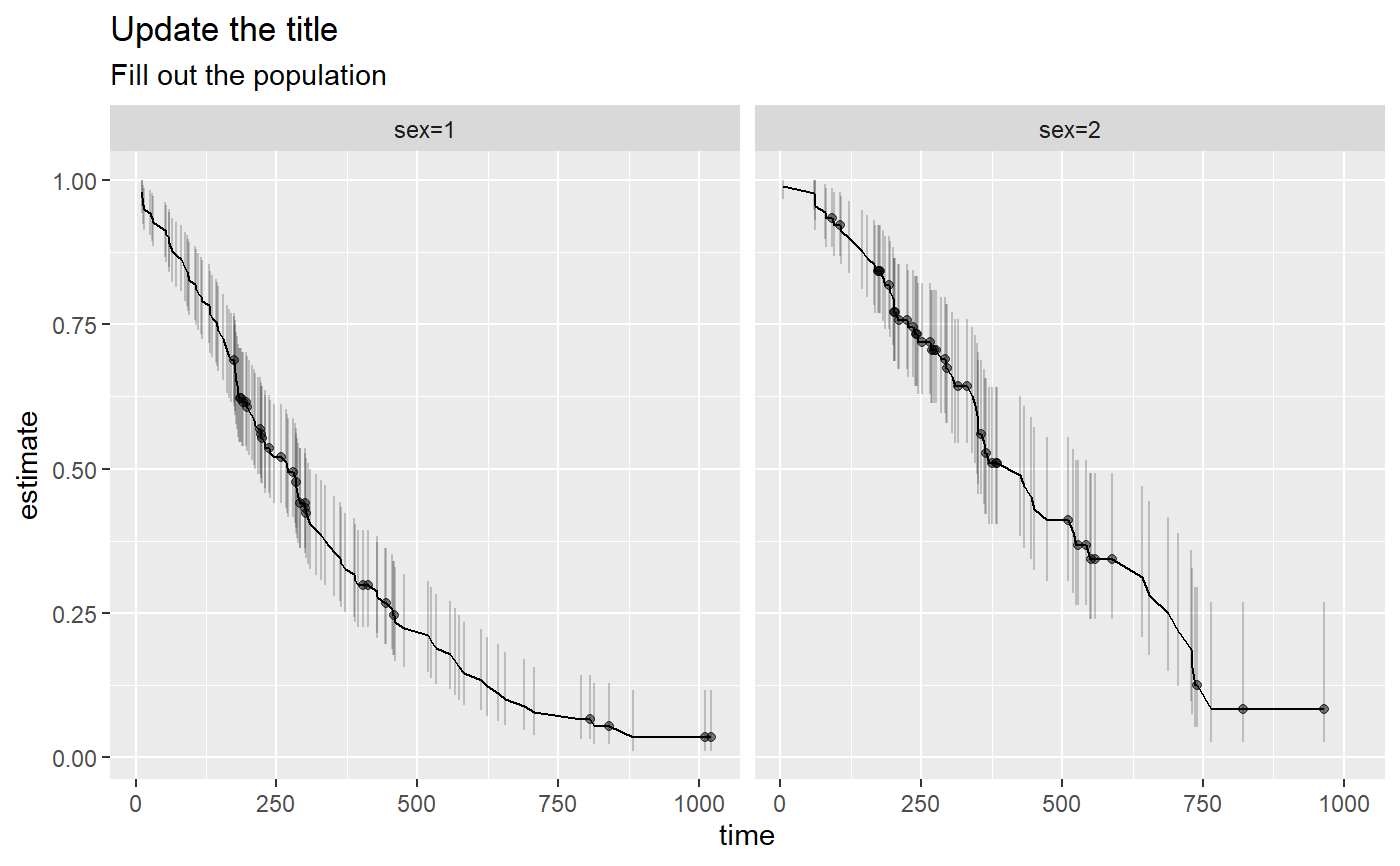 Update the title
Fill out the population
sex=1 sex=2
estimate
1.00
0.75
0.50
0.25
0.00
0 250 500 750 1000 0 250 500 750 1000
time